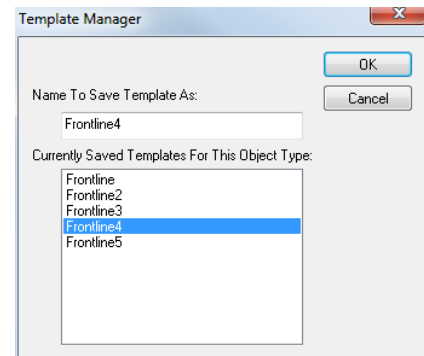 Template Manager
OK
Name To Save Template As:
Cancel
Frontline4
Currently Saved Templates For This Object Type:
Frontline
Frontline2
Frontline3
Frontline4
Frontline5